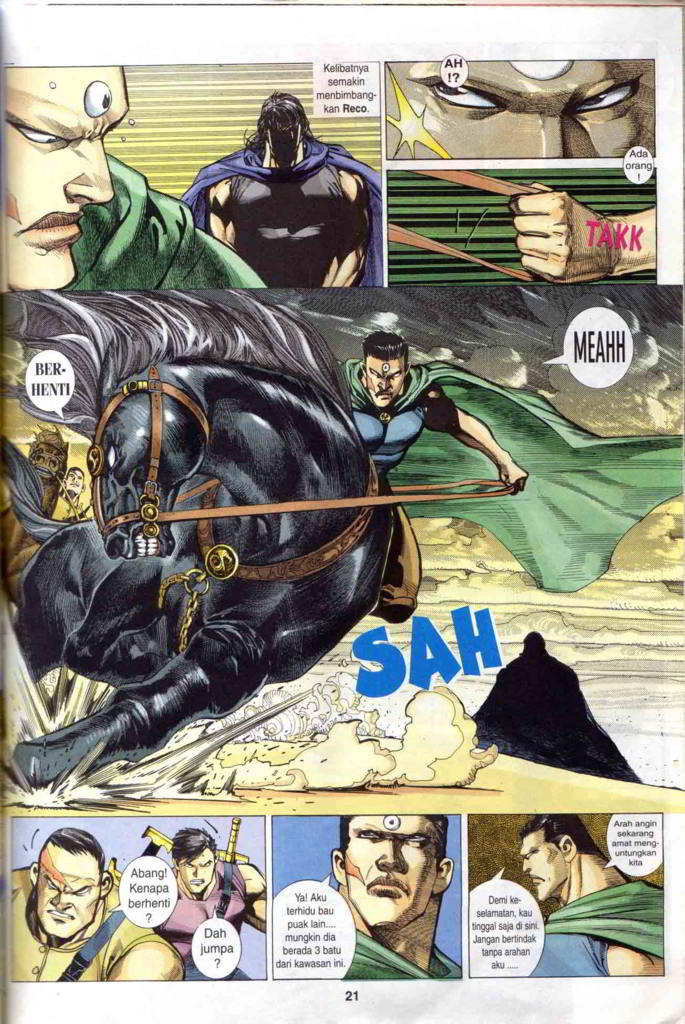 Kelibatnya
semakin
menbimbang-
kan Reco.
AH
!?
Ada
orang
!
TAKK
BER-
HENTI
MEAHH
SAH
Abang!
Kenapa
berhenti
?
Dah
jumpa
?
Ya! Aku
terhidu bau
puak lain....
mungkin dia
berada 3 batu
dari kawasan ini.
Arah angin
sekarang
amat meng-
untungkan
kita
Demi ke-
selamatan, kau
tinggal saja di sini.
Jangan bertindak
tanpa arahan
aku .....
21